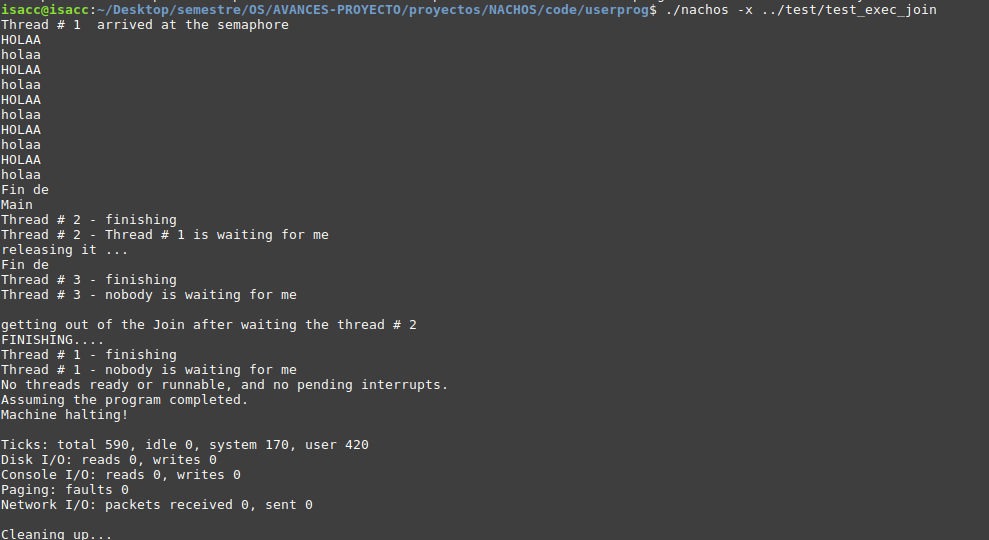 isacc@isacc:~/Desktop/semestre/OS/AVANCES-PROYECTO/proyectos/NACHOS/code/userprog$ ./nachos -x ../test/test_exec_join
Thread # 1  arrived at the semaphore
HOLAA
holaa
HOLAA
holaa
HOLAA
holaa
HOLAA
holaa
HOLAA
holaa
Fin de
Main
Thread # 2 - finishing
Thread # 2 - Thread # 1 is waiting for me
releasing it ...
Fin de
Thread # 3 - finishing
Thread # 3 - nobody is waiting for me
getting out of the Join after waiting the thread # 2
FINISHING....
Thread # 1 - finishing
Thread # 1 - nobody is waiting for me
No threads ready or runnable, and no pending interrupts.
Assuming the program completed.
Machine halting!
Ticks: total 590, idle 0, system 170, user 420
Disk I/O: reads 0, writes 0
Console I/O: reads 0, writes 0
Paging: faults 0
Network I/O: packets received 0, sent 0
Cleaning up...